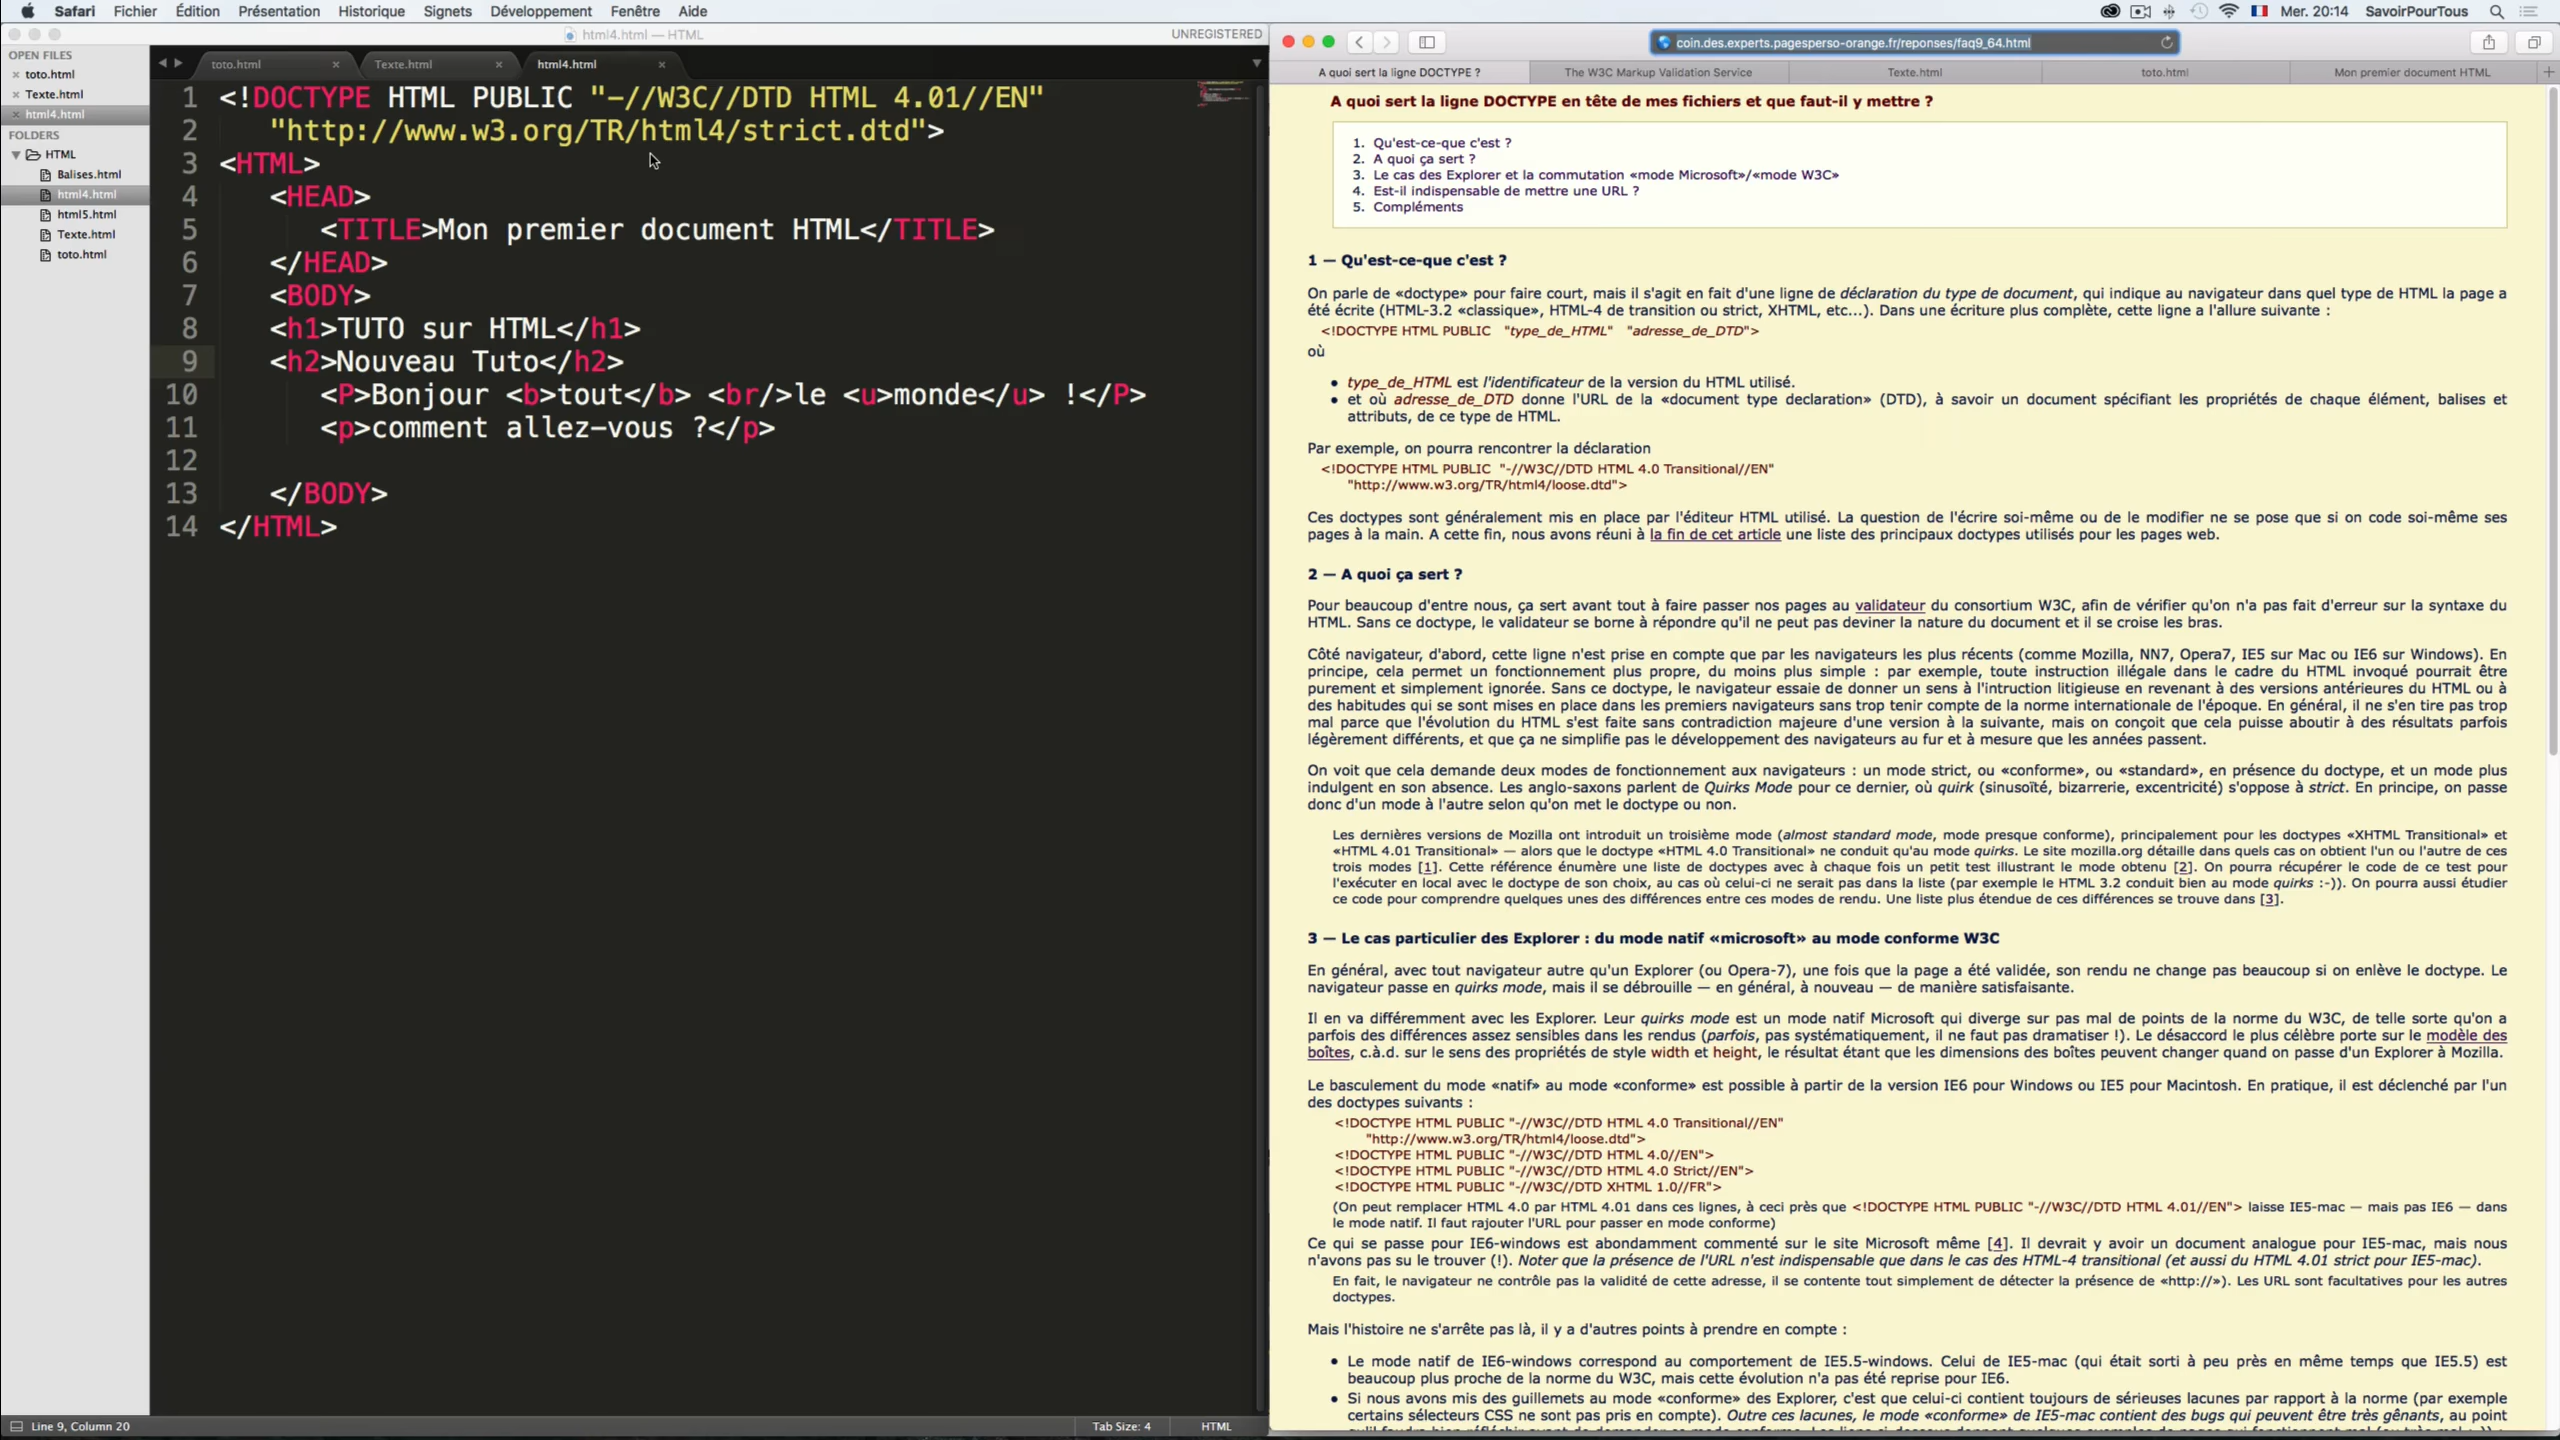 Safari Fichier Édition Présentation Historique Signets Développement Fenêtre Aide
Mer. 20:14 SavoirPourTous
html4.html — HTML
UNREGISTERED
OPEN FILES
toto.html
Texte.html
html4.html
FOLDERS
HTML
Balises.html
html4.html
html5.html
Texte.html
toto.html
toto.html Texte.html html4.html
1 <!DOCTYPE HTML PUBLIC "-//W3C//DTD HTML 4.01//EN"
2 "http://www.w3.org/TR/html4/strict.dtd">
3 <HTML>
4 <HEAD>
5 <TITLE>Mon premier document HTML</TITLE>
6 </HEAD>
7 <BODY>
8 <h1>TUTO sur HTML</h1>
9 <h2>Nouveau Tuto</h2>
10 <P>Bonjour <b>tout</b> <br/>le <u>monde</u> !</P>
11 <p>comment allez-vous ?</p>
12
13 </BODY>
14 </HTML>
Line 9, Column 20
Tab Size: 4 HTML
coin.des.experts.pagesperso-orange.fr/reponses/faq9_64.html
A quoi sert la ligne DOCTYPE ? The W3C Markup Validation Service Texte.html toto.html Mon premier document HTML
A quoi sert la ligne DOCTYPE en tête de mes fichiers et que faut-il y mettre ?
1. Qu'est-ce-que c'est ?
2. A quoi ça sert ?
3. Le cas des Explorer et la commutation «mode Microsoft»/«mode W3C»
4. Est-il indispensable de mettre une URL ?
5. Compléments
1 — Qu'est-ce-que c'est ?
On parle de «doctype» pour faire court, mais il s'agit en fait d'une ligne de déclaration du type de document, qui indique au navigateur dans quel type de HTML la page a
été écrite (HTML-3.2 «classique», HTML-4 de transition ou strict, XHTML, etc...). Dans une écriture plus complète, cette ligne a l'allure suivante :
<!DOCTYPE HTML PUBLIC "type_de_HTML" "adresse_de_DTD">
où
• type_de_HTML est l'identificateur de la version du HTML utilisé.
• et où adresse_de_DTD donne l'URL de la «document type declaration» (DTD), à savoir un document spécifiant les propriétés de chaque élément, balises et
attributs, de ce type de HTML.
Par exemple, on pourra rencontrer la déclaration
<!DOCTYPE HTML PUBLIC "-//W3C//DTD HTML 4.0 Transitional//EN"
"http://www.w3.org/TR/html4/loose.dtd">
Ces doctypes sont généralement mis en place par l'éditeur HTML utilisé. La question de l'écrire soi-même ou de le modifier ne se pose que si on code soi-même ses
pages à la main. A cette fin, nous avons réuni à la fin de cet article une liste des principaux doctypes utilisés pour les pages web.
2 — A quoi ça sert ?
Pour beaucoup d'entre nous, ça sert avant tout à faire passer nos pages au validateur du consortium W3C, afin de vérifier qu'on n'a pas fait d'erreur sur la syntaxe du
HTML. Sans ce doctype, le validateur se borne à répondre qu'il ne peut pas deviner la nature du document et il se croise les bras.
Côté navigateur, d'abord, cette ligne n'est prise en compte que par les navigateurs les plus récents (comme Mozilla, NN7, Opera7, IE5 sur Mac ou IE6 sur Windows). En
principe, cela permet un fonctionnement plus propre, du moins plus simple : par exemple, toute instruction illégale dans le cadre du HTML invoqué pourrait être
purement et simplement ignorée. Sans ce doctype, le navigateur essaie de donner un sens à l'intruction litigieuse en revenant à des versions antérieures du HTML ou à
des habitudes qui se sont mises en place dans les premiers navigateurs sans trop tenir compte de la norme internationale de l'époque. En général, il ne s'en tire pas trop
mal parce que l'évolution du HTML s'est faite sans contradiction majeure d'une version à la suivante, mais on conçoit que cela puisse aboutir à des résultats parfois
légèrement différents, et que ça ne simplifie pas le développement des navigateurs au fur et à mesure que les années passent.
On voit que cela demande deux modes de fonctionnement aux navigateurs : un mode strict, ou «conforme», ou «standard», en présence du doctype, et un mode plus
indulgent en son absence. Les anglo-saxons parlent de Quirks Mode pour ce dernier, où quirk (sinusoïté, bizarrerie, excentricité) s'oppose à strict. En principe, on passe
donc d'un mode à l'autre selon qu'on met le doctype ou non.
Les dernières versions de Mozilla ont introduit un troisième mode (almost standard mode, mode presque conforme), principalement pour les doctypes «XHTML Transitional» et
«HTML 4.01 Transitional» — alors que le doctype «HTML 4.0 Transitional» ne conduit qu'au mode quirks. Le site mozilla.org détaille dans quels cas on obtient l'un ou l'autre de ces
trois modes [1]. Cette référence énumère une liste de doctypes avec à chaque fois un petit test illustrant le mode obtenu [2]. On pourra récupérer le code de ce test pour
l'exécuter en local avec le doctype de son choix, au cas où celui-ci ne serait pas dans la liste (par exemple le HTML 3.2 conduit bien au mode quirks :-)). On pourra aussi étudier
ce code pour comprendre quelques unes des différences entre ces modes de rendu. Une liste plus étendue de ces différences se trouve dans [3].
3 — Le cas particulier des Explorer : du mode natif «microsoft» au mode conforme W3C
En général, avec tout navigateur autre qu'un Explorer (ou Opera-7), une fois que la page a été validée, son rendu ne change pas beaucoup si on enlève le doctype. Le
navigateur passe en quirks mode, mais il se débrouille — en général, à nouveau — de manière satisfaisante.
Il en va différemment avec les Explorer. Leur quirks mode est un mode natif Microsoft qui diverge sur pas mal de points de la norme du W3C, de telle sorte qu'on a
parfois des différences assez sensibles dans les rendus (parfois, pas systématiquement, il ne faut pas dramatiser !). Le désaccord le plus célèbre porte sur le modèle des
boîtes, c.à.d. sur le sens des propriétés de style width et height, le résultat étant que les dimensions des boîtes peuvent changer quand on passe d'un Explorer à Mozilla.
Le basculement du mode «natif» au mode «conforme» est possible à partir de la version IE6 pour Windows ou IE5 pour Macintosh. En pratique, il est déclenché par l'un
des doctypes suivants :
<!DOCTYPE HTML PUBLIC "-//W3C//DTD HTML 4.0 Transitional//EN"
"http://www.w3.org/TR/html4/loose.dtd">
<!DOCTYPE HTML PUBLIC "-//W3C//DTD HTML 4.0//EN">
<!DOCTYPE HTML PUBLIC "-//W3C//DTD HTML 4.0 Strict//EN">
<!DOCTYPE HTML PUBLIC "-//W3C//DTD XHTML 1.0//FR">
(On peut remplacer HTML 4.0 par HTML 4.01 dans ces lignes, à ceci près que <!DOCTYPE HTML PUBLIC "-//W3C//DTD HTML 4.01//EN"> laisse IE5-mac — mais pas IE6 — dans
le mode natif. Il faut rajouter l'URL pour passer en mode conforme)
Ce qui se passe pour IE6-windows est abondamment commenté sur le site Microsoft même [4]. Il devrait y avoir un document analogue pour IE5-mac, mais nous
n'avons pas su le trouver (!). Noter que la présence de l'URL n'est indispensable que dans le cas des HTML-4 transitional (et aussi du HTML 4.01 strict pour IE5-mac).
En fait, le navigateur ne contrôle pas la validité de cette adresse, il se contente tout simplement de détecter la présence de «http://»). Les URL sont facultatives pour les autres
doctypes.
Mais l'histoire ne s'arrête pas là, il y a d'autres points à prendre en compte :
• Le mode natif de IE6-windows correspond au comportement de IE5.5-windows. Celui de IE5-mac (qui était sorti à peu près en même temps que IE5.5) est
beaucoup plus proche de la norme du W3C, mais cette évolution n'a pas été reprise pour IE6.
• Si nous avons mis des guillemets au mode «conforme» des Explorer, c'est que celui-ci contient toujours de sérieuses lacunes par rapport à la norme (par exemple
certains sélecteurs CSS ne sont pas pris en compte). Outre ces lacunes, le mode «conforme» de IE5-mac contient des bugs qui peuvent être très gênants, au point